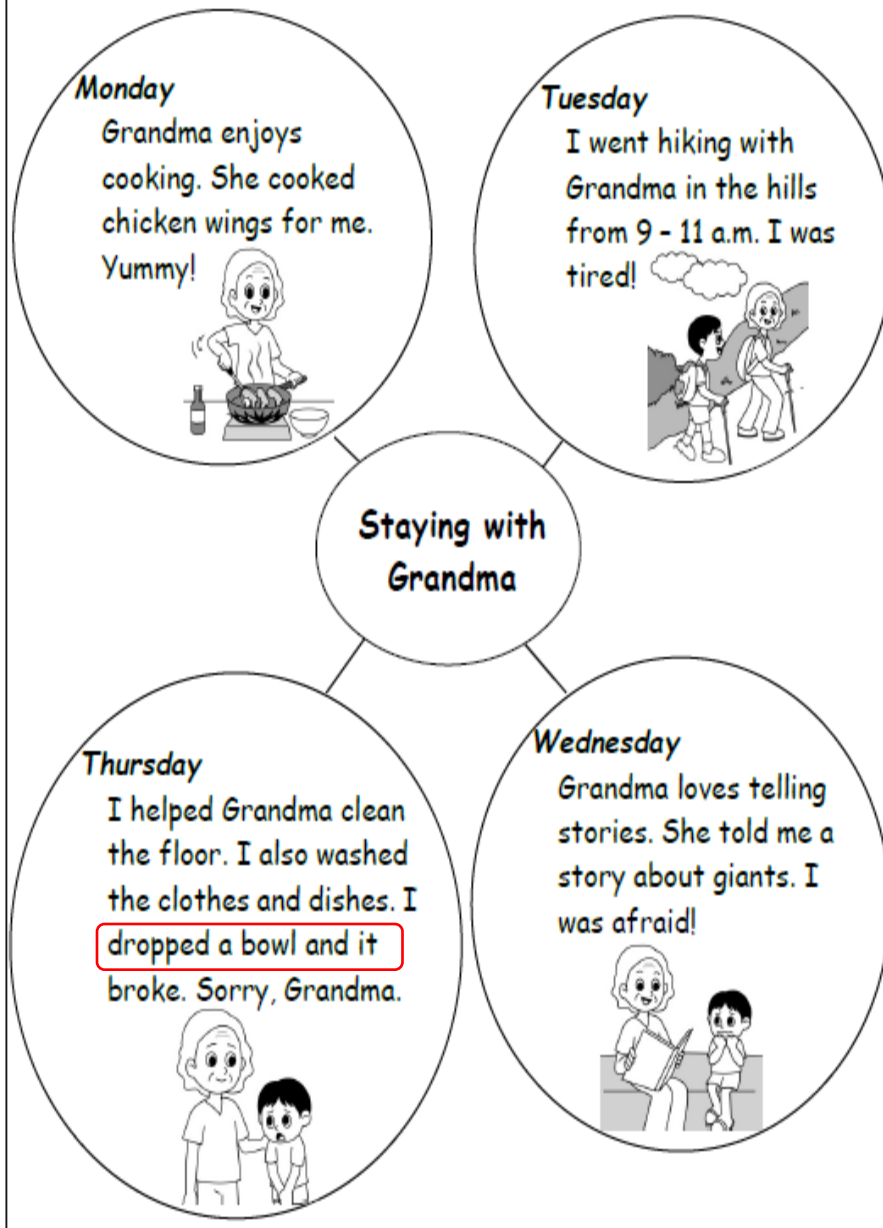 Monday
Grandma enjoys
cooking. She cooked
chicken wings for me.
Yummy!
Tuesday
I went hiking with
Grandma in the hills
from 9 – 11 a.m. I was
tired!
Staying with
Grandma
Thursday
I helped Grandma clean
the floor. I also washed
the clothes and dishes. I
dropped a bowl and it
broke. Sorry, Grandma.
Wednesday
Grandma loves telling
stories. She told me a
story about giants. I
was afraid!